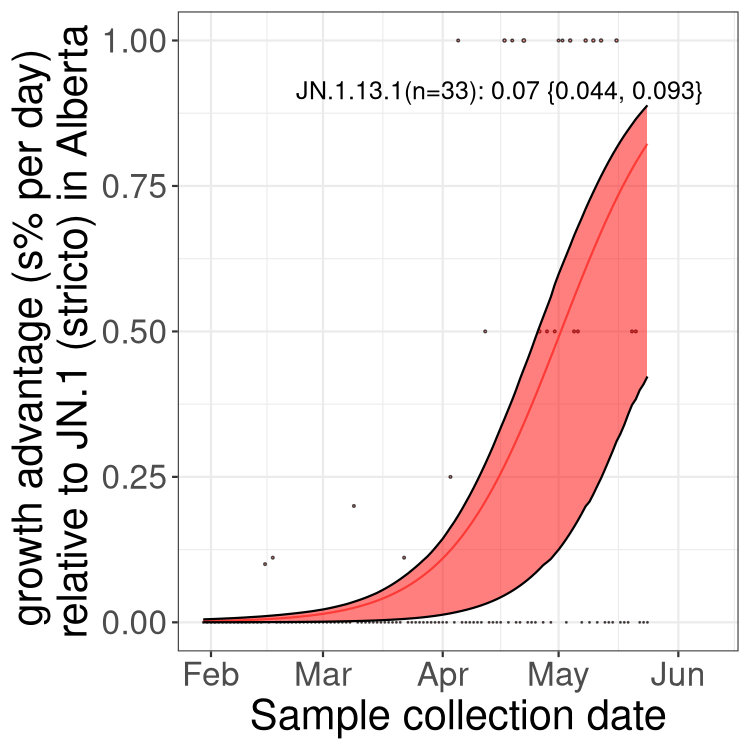 growth advantage (s% per day)
relative to JN.1 (stricto) in Alberta
1.00
0.75
0.50
0.25
0.00
JN.1.13.1(n=33): 0.07 {0.044, 0.093}
Feb Mar Apr May Jun
Sample collection date